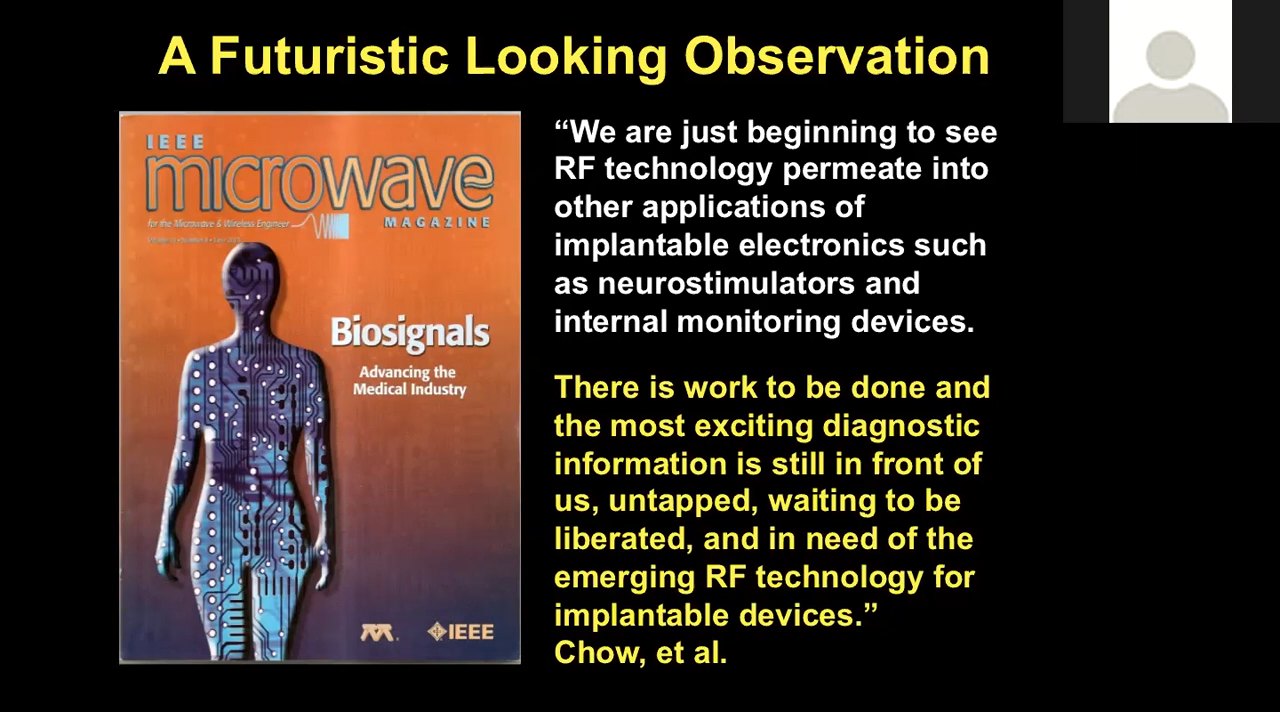 A Futuristic Looking Observation
IEEE
microwave
for the Microwave & Wireless Engineer
MAGAZINE
Biosignals
Advancing the
Medical Industry
IEEE
“We are just beginning to see
RF technology permeate into
other applications of
implantable electronics such
as neurostimulators and
internal monitoring devices.
There is work to be done and
the most exciting diagnostic
information is still in front of
us, untapped, waiting to be
liberated, and in need of the
emerging RF technology for
implantable devices.”
Chow, et al.